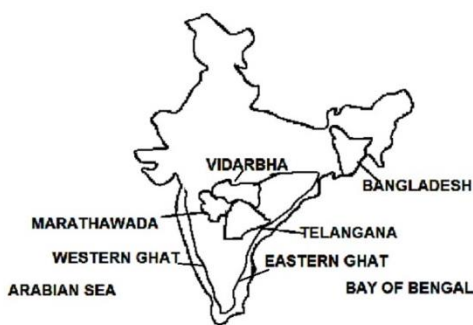 VIDARBHA
BANGLADESH
MARATHAWADA
TELANGANA
WESTERN GHAT
EASTERN GHAT
ARABIAN SEA
BAY OF BENGAL